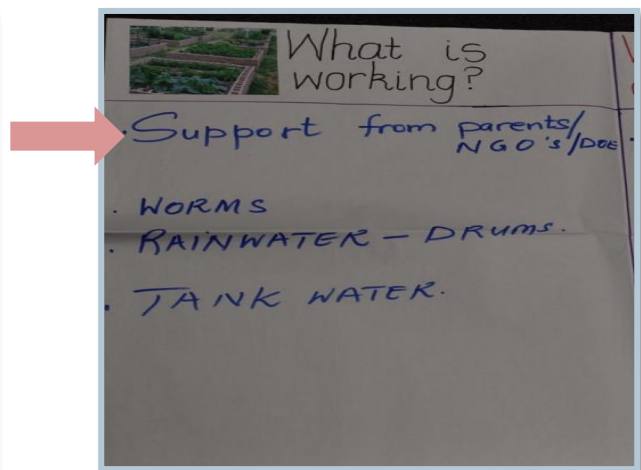 What is
working?
· Support from parents/
NGO's/DOE
· WORMS
· RAINWATER – DRUMS.
· TANK WATER.